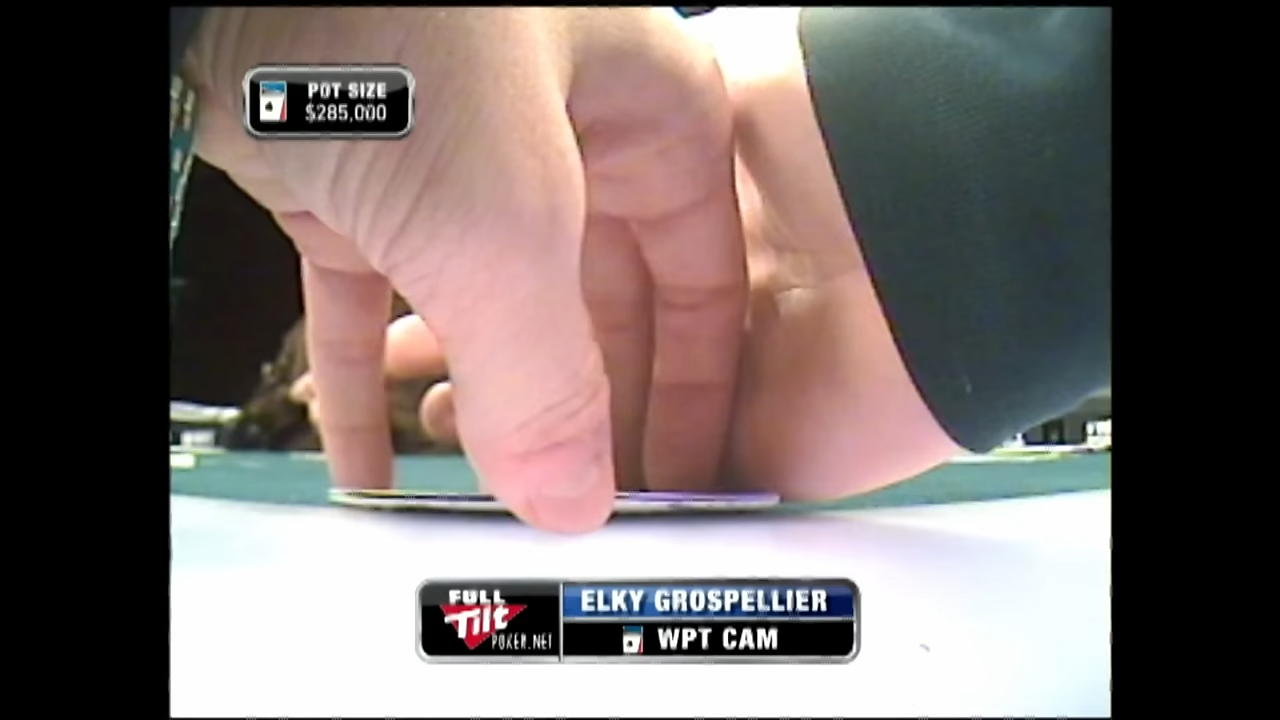 POT SIZE
$285,000
FULL
Tilt
POKER.NET
ELKY GROSPELLIER
WPT CAM